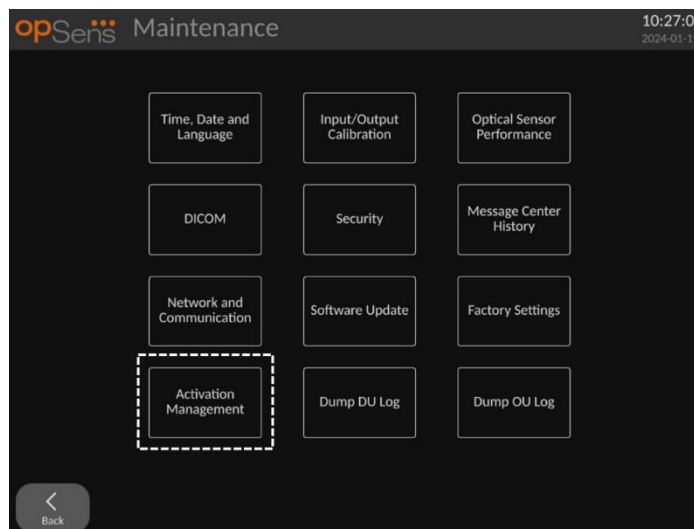 opSens Maintenance
10:27:0
2024-01-1
Time, Date and
Language
Input/Output
Calibration
Optical Sensor
Performance
DICOM
Security
Message Center
History
Network and
Communication
Software Update
Factory Settings
Activation
Management
Dump DU Log
Dump OU Log
Back